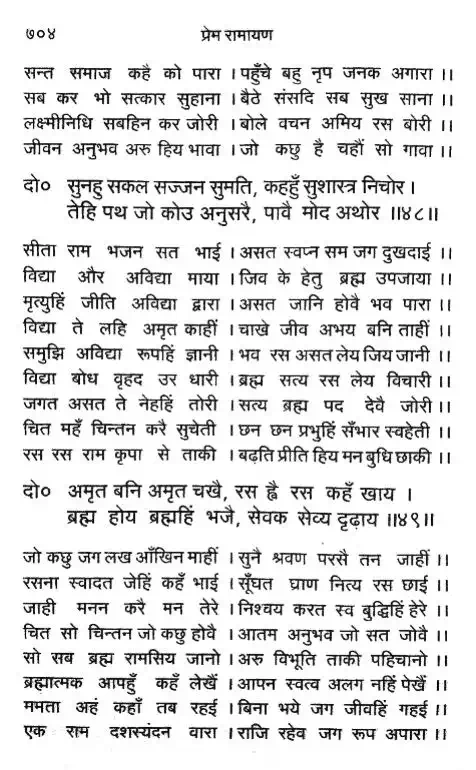 ७०४
प्रेम रामायण
सन्त समाज कहै को पारा । पहुँचे बहु नृप जनक अगारा ।।
सब कर भो सत्कार सुहाना । बैठे संसदि सब सुख साना ।।
लक्ष्मीनिधि सबहिन कर जोरी । बोले वचन अमिय रस बोरी ।।
जीवन अनुभव अरु हिय भावा । जो कछु है चहौं सो गावा ।।
दो० सुनहु सकल सज्जन सुमति, कहहुँ सुशास्त्र निचोर ।
तेहि पथ जो कोउ अनुसरै, पावै मोद अथोर ।।४८।।
सीता राम भजन सत भाई । असत स्वप्न सम जग दुखदाई ।।
विद्या और अविद्या माया । जिव के हेतु ब्रह्म उपजाया ।।
मृत्युहिं जीति अविद्या द्वारा । असत जानि होवै भव पारा ।।
विद्या ते लहि अमृत काहीं । चाखे जीव अभय बनि ताहीं ।।
समुझि अविद्या रूपहिं ज्ञानी । भव रस असत लेय जिय जानी ।।
विद्या बोध वृहद उर धारी । ब्रह्म सत्य रस लेय विचारी ।।
जगत असत ते नेहहिं तोरी । सत्य ब्रह्म पद देवै जोरी ।।
चित महँ चिन्तन करै सुचेती । छन छन प्रभुहिं सँभार स्वहेती ।।
रस रस राम कृपा से ताकी । बढ़ति प्रीति हिय मन बुधि छाकी ।।
दो० अमृत बनि अमृत चखै, रस ह्वै रस कहँ खाय ।
ब्रह्म होय ब्रह्महिं भजै, सेवक सेव्य दृढ़ाय ।।४९।।
जो कछु जग लख आँखिन माहीं । सुनै श्रवण परसै तन जाहीं ।।
रसना स्वादत जेहिं कहँ भाई । सूँघत घ्राण नित्य रस छाई ।।
जाही मनन करै मन तेरे । निश्चय करत स्व बुद्धिहिं हेरे ।।
चित सो चिन्तन जो कछु होवै । आतम अनुभव जो सत जोवै ।।
सो सब ब्रह्म रामसिय जानो । अरु विभूति ताकी पहिचानो ।।
ब्रह्मात्मक आपहुँ कहँ लेखैं । आपन स्वत्व अलग नहिं पेखैं ।।
ममता अहं कहाँ तब रहई । बिना भये जग जीवहिं गहई ।।
एक राम दशस्यंदन वारा । राजि रहेव जग रूप अपारा ।।